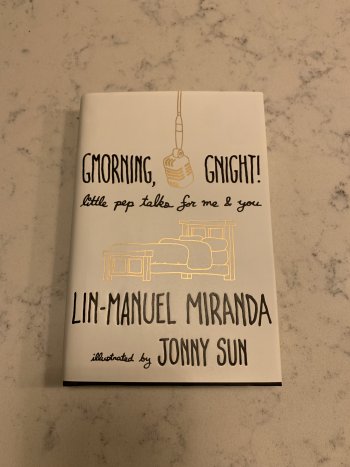 GMORNING, GNIGHT!
little pep talks for me & you
LIN-MANUEL MIRANDA
illustrated by JONNY SUN